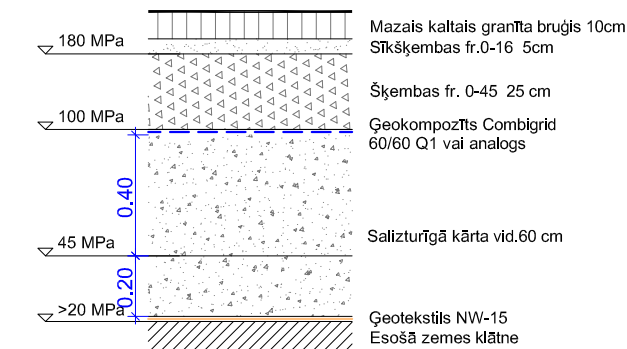 Mazais kaltais granīta bruģis 10cm
180 MPa
Sīkšķembas fr.0-16 5cm
Šķembas fr. 0-45 25 cm
100 MPa
Ģeokompozīts Combigrid
60/60 Q1 vai analogs
0.40
Salizturīgā kārta vid.60 cm
45 MPa
0.20
>20 MPa
Ģeotekstils NW-15
Esošā zemes klātne